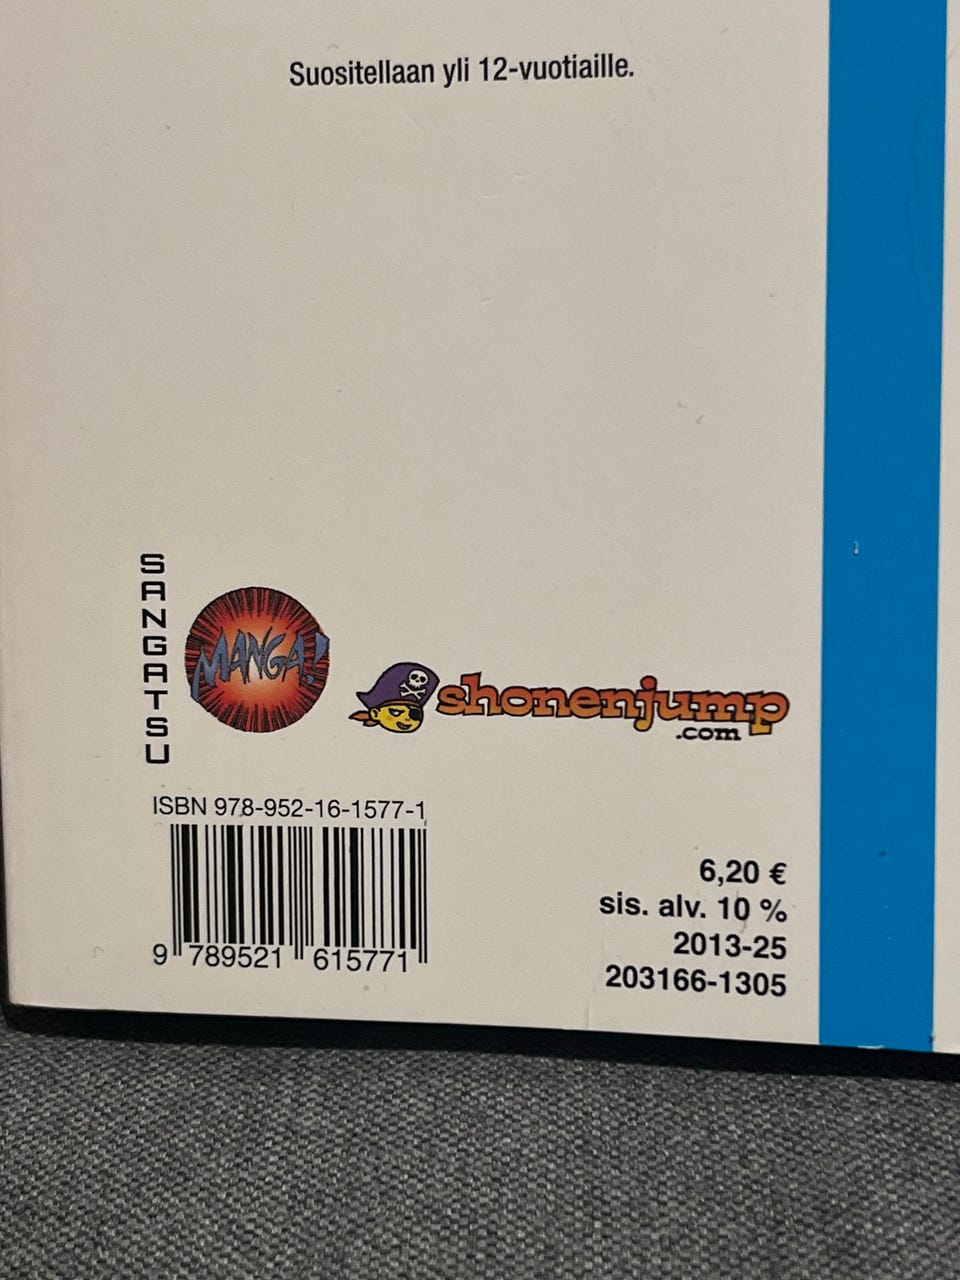 Suositellaan yli 12-vuotiaille.
SANGATSU
MANGA!
shonenjump
.com
ISBN 978-952-16-1577-1
9 789521 615771
6,20 €
sis. alv. 10 %
2013-25
203166-1305